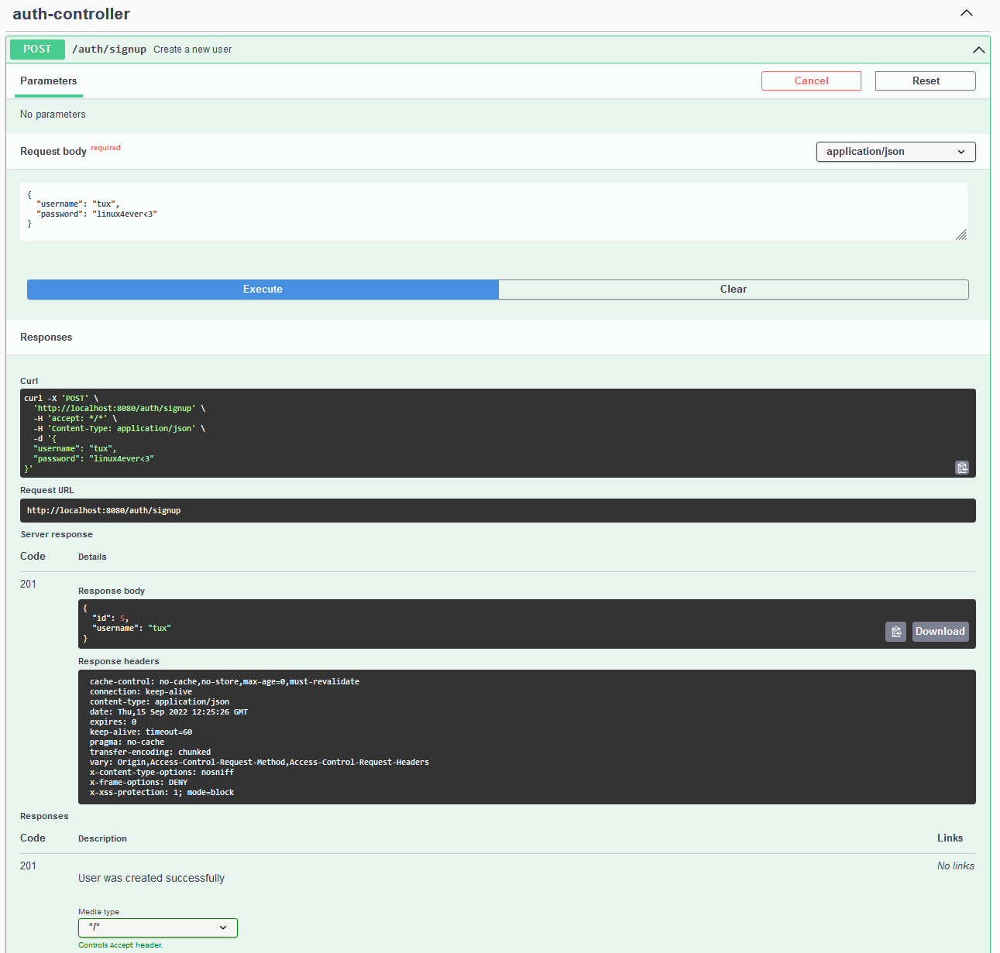 auth-controller
POST /auth/signup Create a new user
Parameters Cancel Reset
No parameters
Request body required application/json
{
  "username": "tux",
  "password": "linux4ever<3"
}
Execute Clear
Responses
Curl
curl -X 'POST' \
  'http://localhost:8080/auth/signup' \
  -H 'accept: */*' \
  -H 'Content-Type: application/json' \
  -d '{
  "username": "tux",
  "password": "linux4ever<3"
}'
Request URL
http://localhost:8080/auth/signup
Server response
Code Details
201
Response body
{
  "id": 5,
  "username": "tux"
}
Download
Response headers
cache-control: no-cache,no-store,max-age=0,must-revalidate
connection: keep-alive
content-type: application/json
date: Thu,15 Sep 2022 12:25:26 GMT
expires: 0
keep-alive: timeout=60
pragma: no-cache
transfer-encoding: chunked
vary: Origin,Access-Control-Request-Method,Access-Control-Request-Headers
x-content-type-options: nosniff
x-frame-options: DENY
x-xss-protection: 1; mode=block
Responses
Code Description Links
201 No links
User was created successfully
Media type
*/*
Controls Accept header.